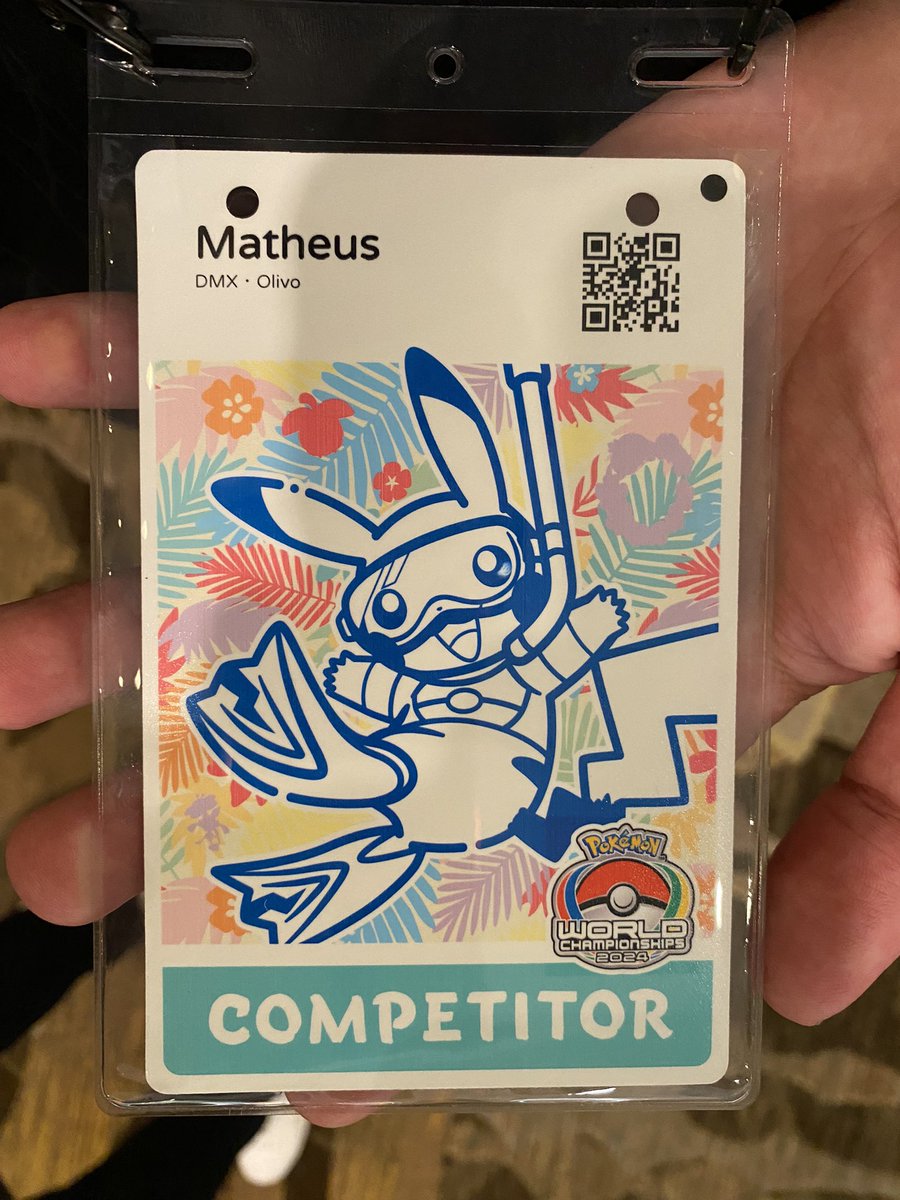 Matheus
DMX · Olivo
Pokémon
WORLD
CHAMPIONSHIPS
2024
COMPETITOR